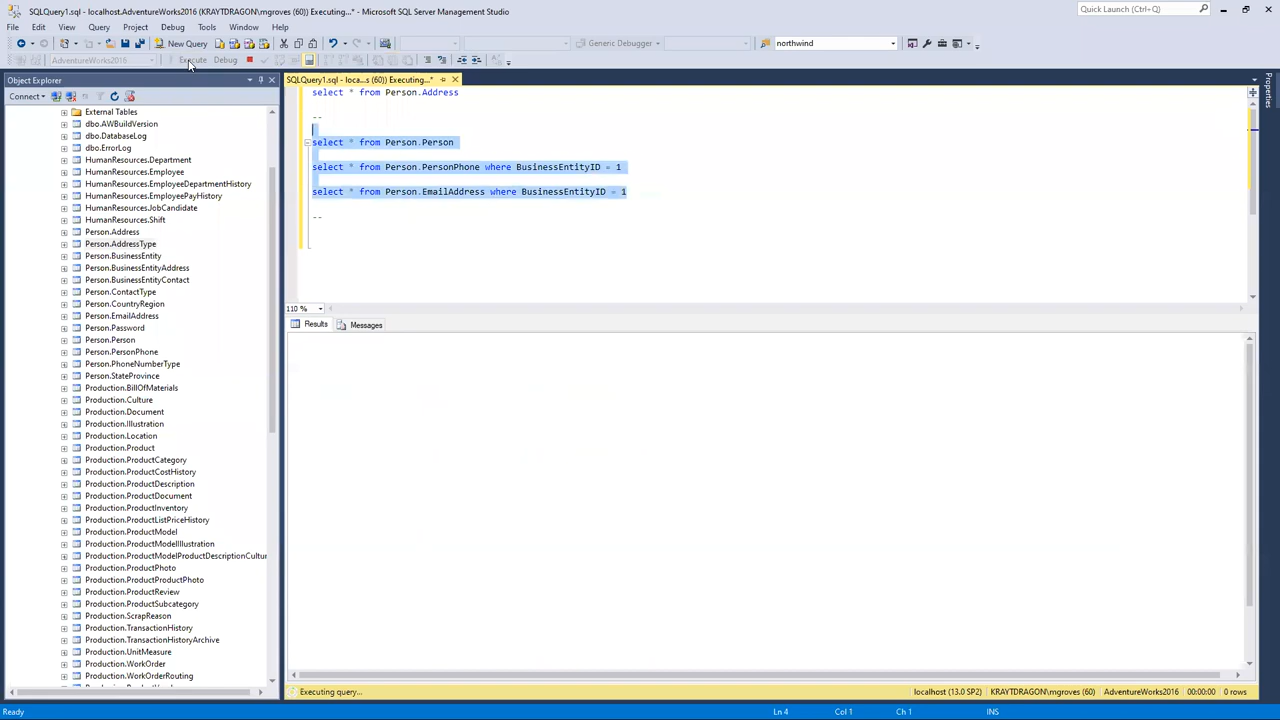 SQLQuery1.sql - localhost.AdventureWorks2016 (KRAYTDRAGON\mgroves (60)) Executing...* - Microsoft SQL Server Management Studio
Quick Launch (Ctrl+Q)
File Edit View Query Project Debug Tools Window Help
New Query Generic Debugger northwind
AdventureWorks2016 Execute Debug
Object Explorer
SQLQuery1.sql - loca...s (60)) Executing...*
Properties
Connect
select * from Person.Address
--
select * from Person.Person
select * from Person.PersonPhone where BusinessEntityID = 1
select * from Person.EmailAddress where BusinessEntityID = 1
--
External Tables
dbo.AWBuildVersion
dbo.DatabaseLog
dbo.ErrorLog
HumanResources.Department
HumanResources.Employee
HumanResources.EmployeeDepartmentHistory
HumanResources.EmployeePayHistory
HumanResources.JobCandidate
HumanResources.Shift
Person.Address
Person.AddressType
Person.BusinessEntity
Person.BusinessEntityAddress
Person.BusinessEntityContact
Person.ContactType
Person.CountryRegion
Person.EmailAddress
Person.Password
Person.Person
Person.PersonPhone
Person.PhoneNumberType
Person.StateProvince
Production.BillOfMaterials
Production.Culture
Production.Document
Production.Illustration
Production.Location
Production.Product
Production.ProductCategory
Production.ProductCostHistory
Production.ProductDescription
Production.ProductDocument
Production.ProductInventory
Production.ProductListPriceHistory
Production.ProductModel
Production.ProductModelIllustration
Production.ProductModelProductDescriptionCultur
Production.ProductPhoto
Production.ProductProductPhoto
Production.ProductReview
Production.ProductSubcategory
Production.ScrapReason
Production.TransactionHistory
Production.TransactionHistoryArchive
Production.UnitMeasure
Production.WorkOrder
Production.WorkOrderRouting
110 %
Results Messages
Executing query... localhost (13.0 SP2) KRAYTDRAGON\mgroves (60) AdventureWorks2016 00:00:00 0 rows
Ready Ln 4 Col 1 Ch 1 INS